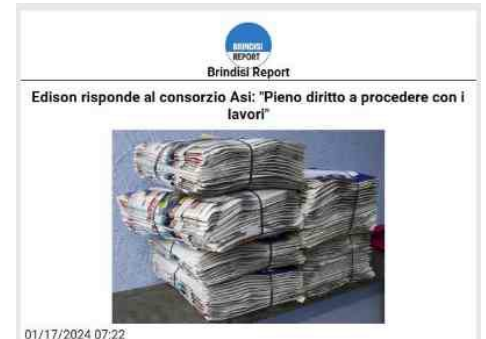 BRINDISI
REPORT
Brindisi Report
Edison risponde al consorzio Asi: "Pieno diritto a procedere con i
lavori"
01/17/2024 07:22